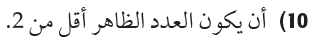 10) أن يكون العدد الظاهر أقل من 2.